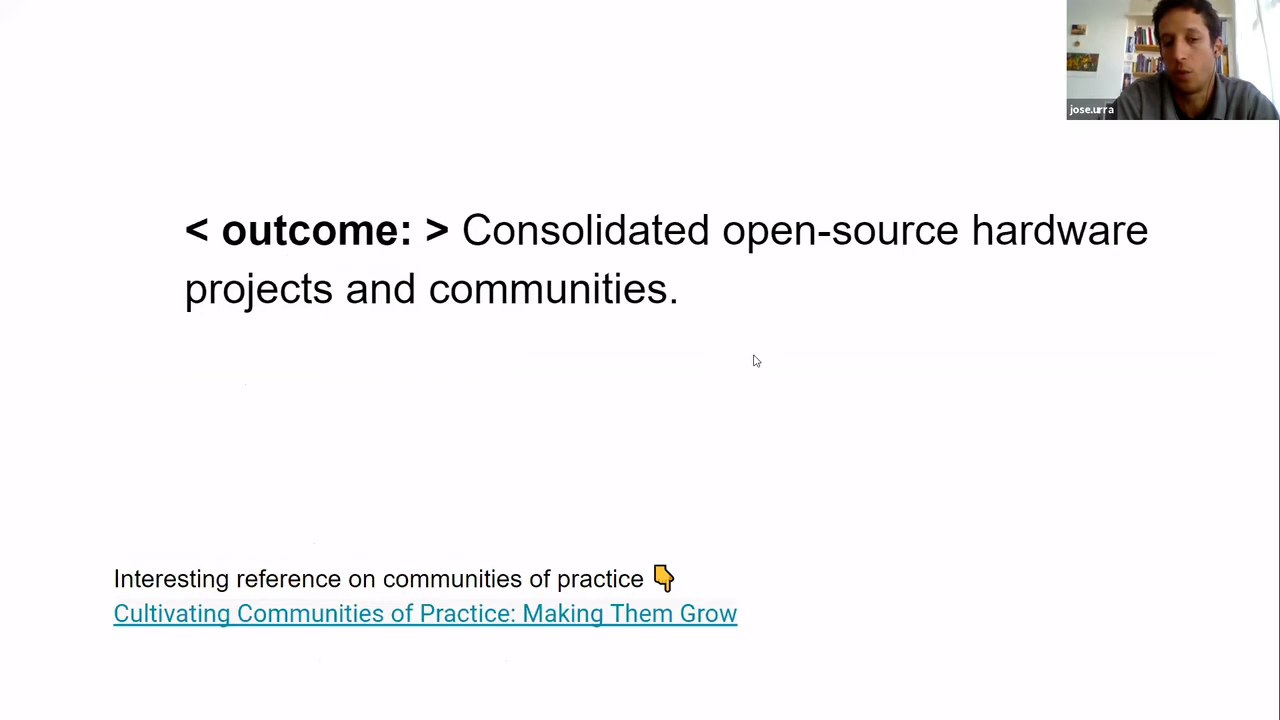 jose.urra
< outcome: > Consolidated open-source hardware
projects and communities.
Interesting reference on communities of practice 👇
Cultivating Communities of Practice: Making Them Grow